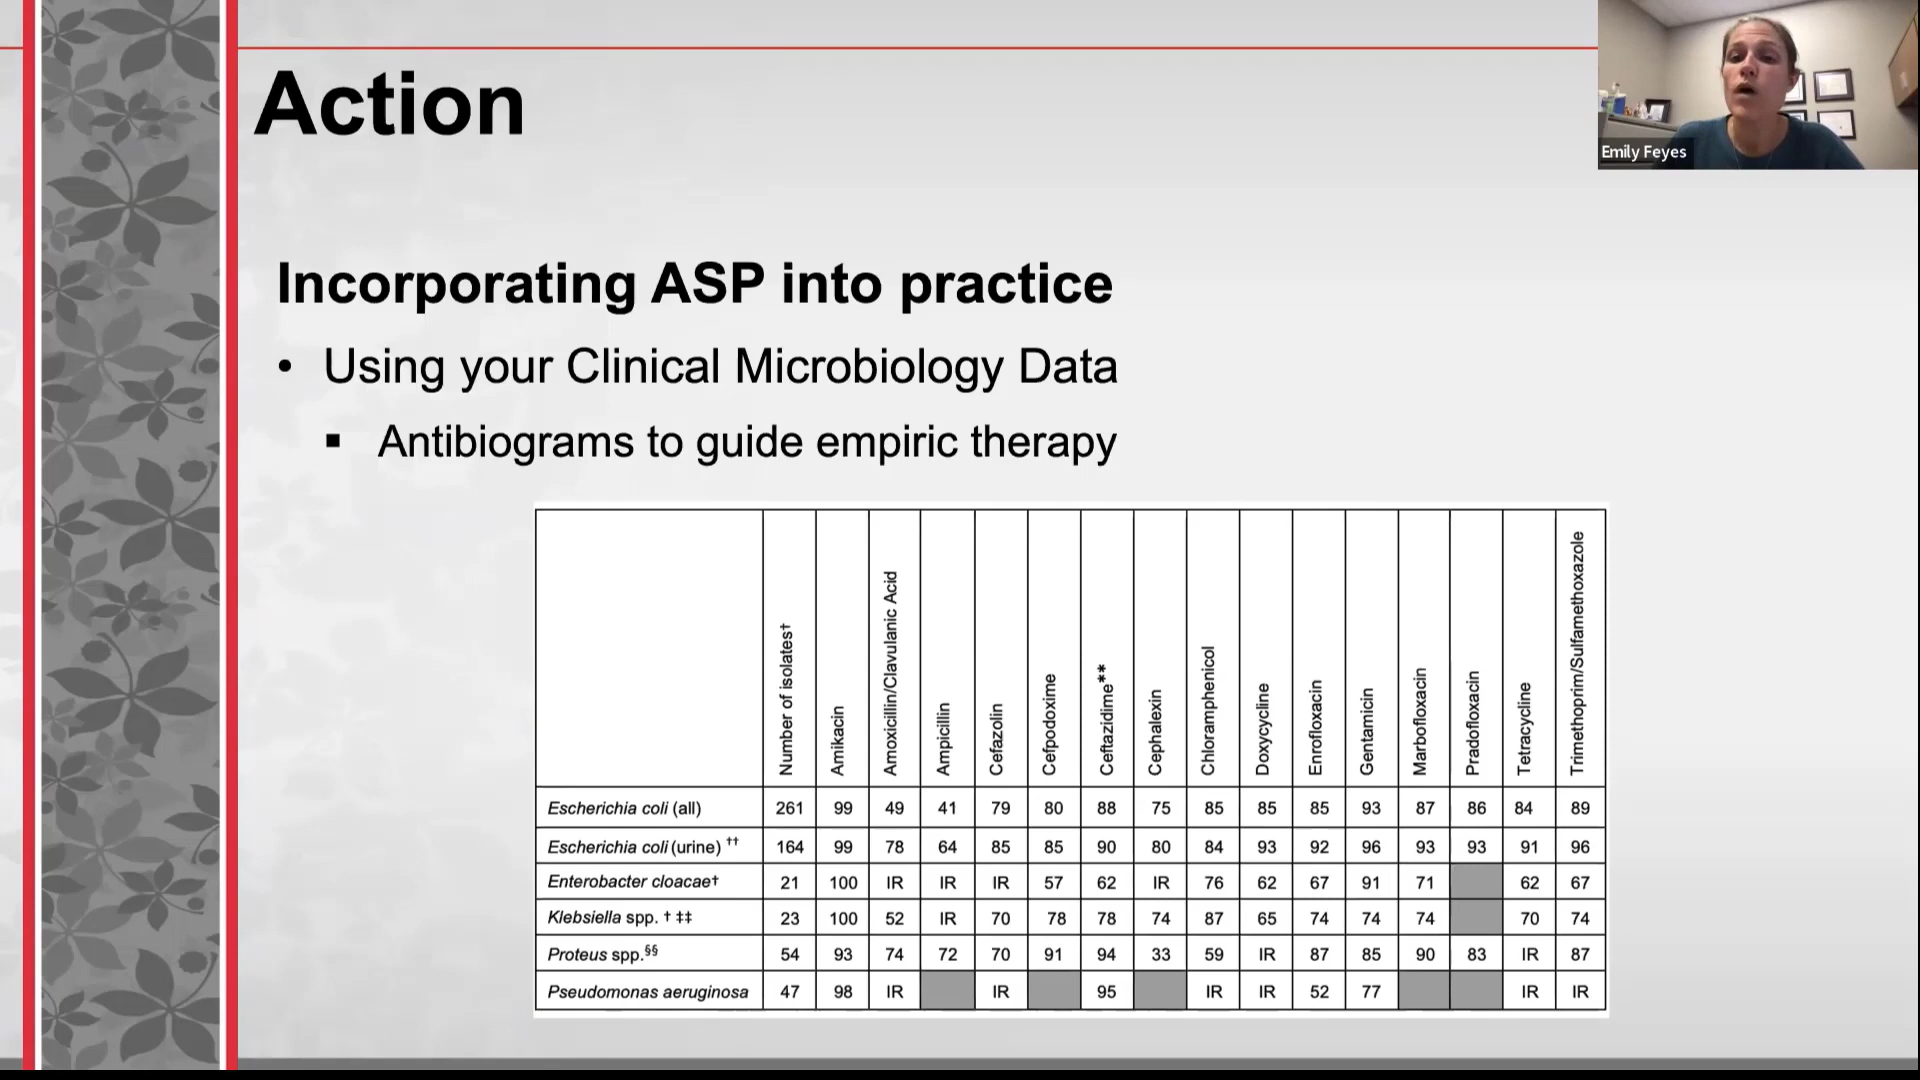 Action
Emily Feyes
Incorporating ASP into practice
• Using your Clinical Microbiology Data
▪ Antibiograms to guide empiric therapy
Number of isolates† Amikacin Amoxicillin/Clavulanic Acid Ampicillin Cefazolin Cefpodoxime Ceftazidime** Cephalexin Chloramphenicol Doxycycline Enrofloxacin Gentamicin Marbofloxacin Pradofloxacin Tetracycline Trimethoprim/Sulfamethoxazole
Escherichia coli (all) 261 99 49 41 79 80 88 75 85 85 85 93 87 86 84 89
Escherichia coli (urine) †† 164 99 78 64 85 85 90 80 84 93 92 96 93 93 91 96
Enterobacter cloacae† 21 100 IR IR IR 57 62 IR 76 62 67 91 71 62 67
Klebsiella spp. † ‡‡ 23 100 52 IR 70 78 78 74 87 65 74 74 74 70 74
Proteus spp.§§ 54 93 74 72 70 91 94 33 59 IR 87 85 90 83 IR 87
Pseudomonas aeruginosa 47 98 IR IR 95 IR IR 52 77 IR IR